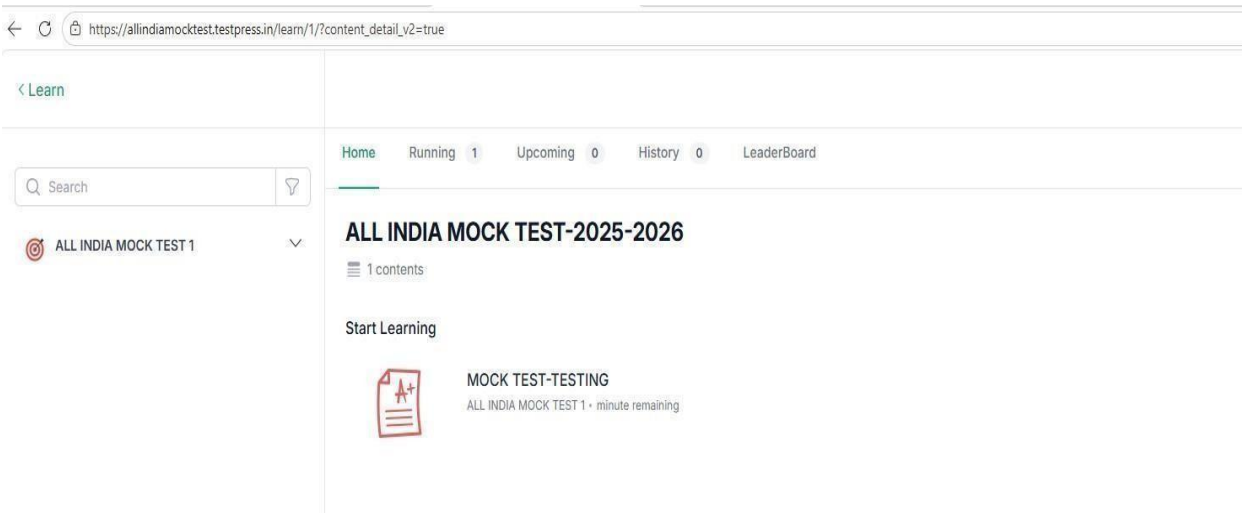 https://allindiamocktest.testpress.in/learn/1/?content_detail_v2=true
< Learn
Search
ALL INDIA MOCK TEST 1
Home Running 1 Upcoming 0 History 0 LeaderBoard
ALL INDIA MOCK TEST-2025-2026
1 contents
Start Learning
A+
MOCK TEST-TESTING
ALL INDIA MOCK TEST 1 • minute remaining